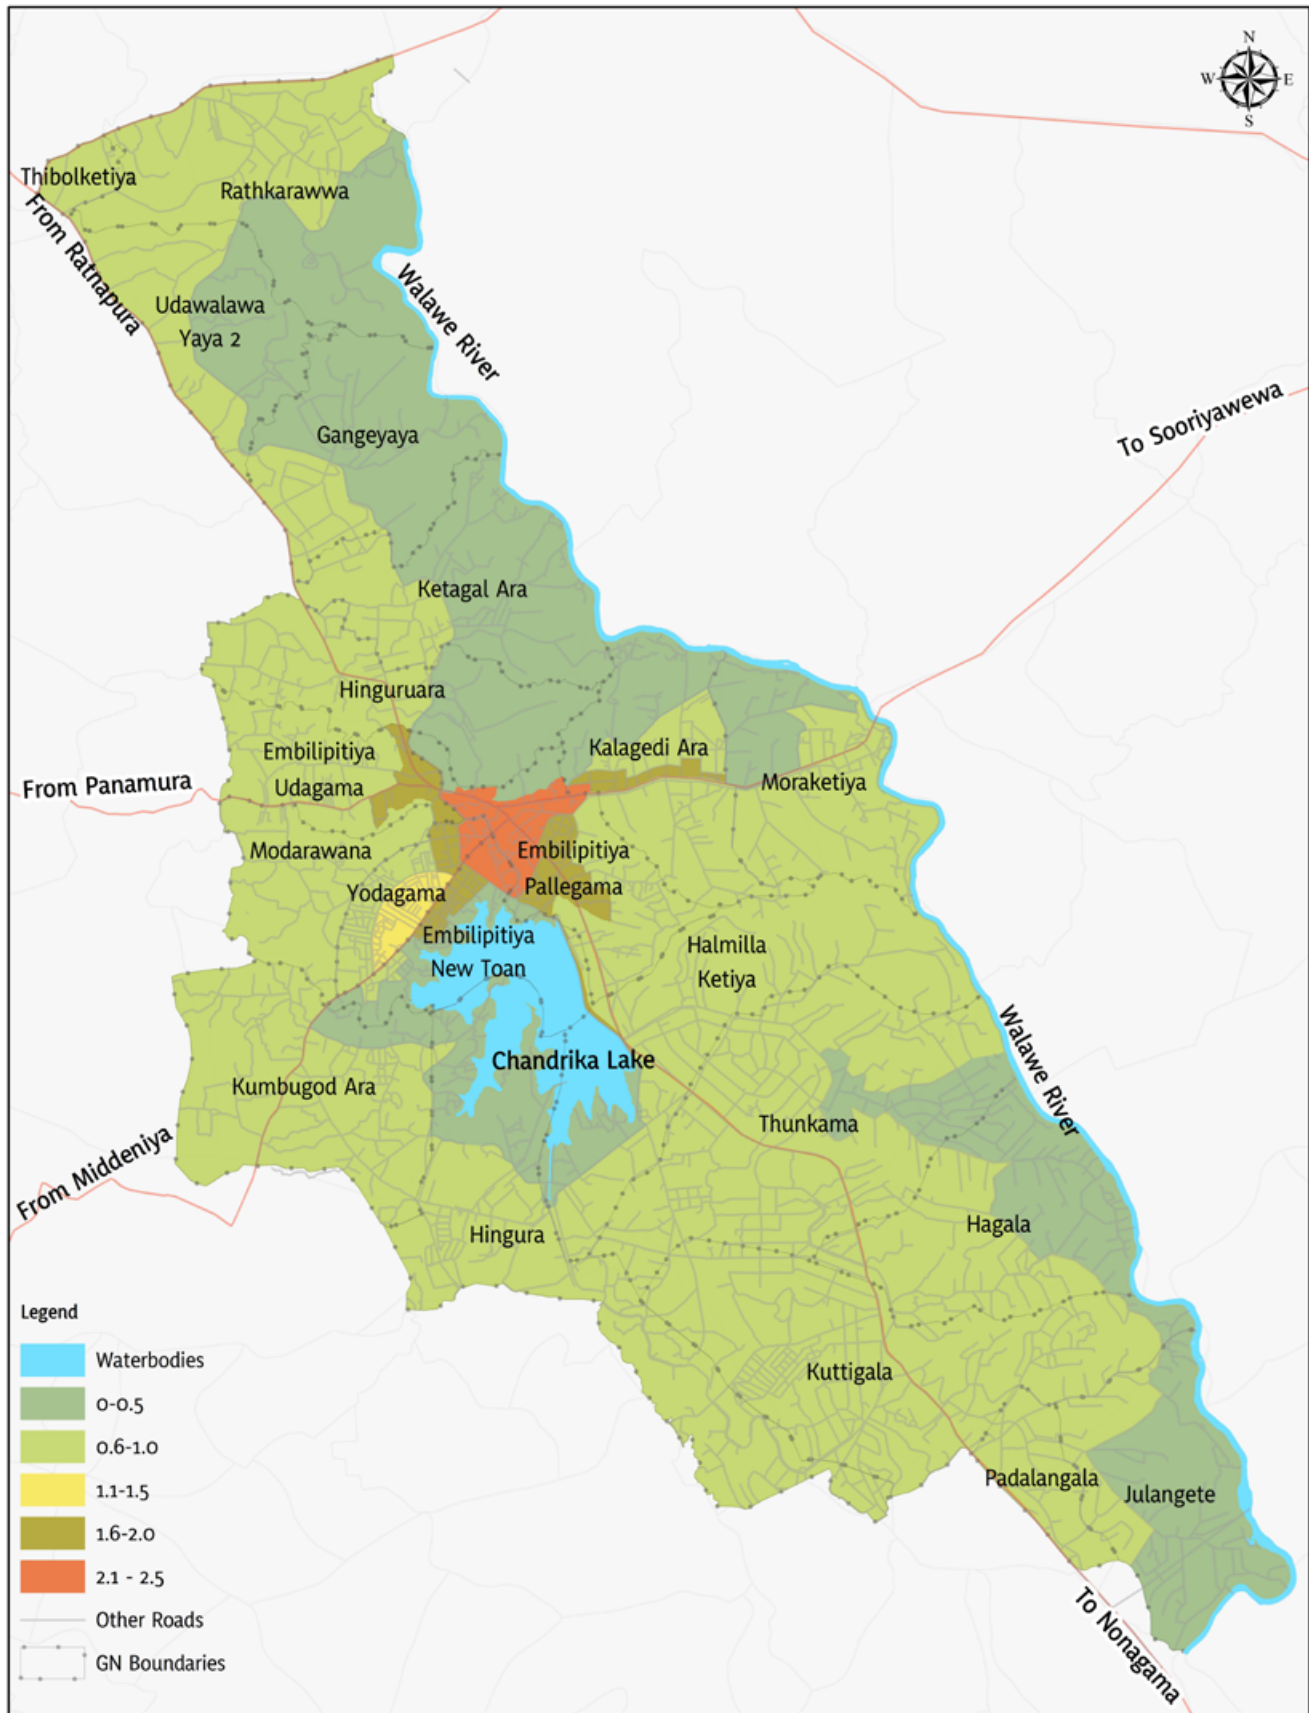 N
W E
S
Thibolketiya
Rathkarawwa
From Ratnapura
Udawalawa
Yaya 2
Walawe River
Gangeyaya
To Sooriyawewa
Ketagal Ara
Hinguruara
Embilipitiya
Udagama
Kalagedi Ara
From Panamura
Moraketiya
Modarawana
Embilipitiya
Pallegama
Yodagama
Embilipitiya
New Toan
Halmilla
Ketiya
Walawe River
Chandrika Lake
Kumbugod Ara
Thunkama
From Middeniya
Hagala
Hingura
Kuttigala
Padalangala
Julangete
To Nonagama
Legend
Waterbodies
0-0.5
0.6-1.0
1.1-1.5
1.6-2.0
2.1 - 2.5
Other Roads
GN Boundaries